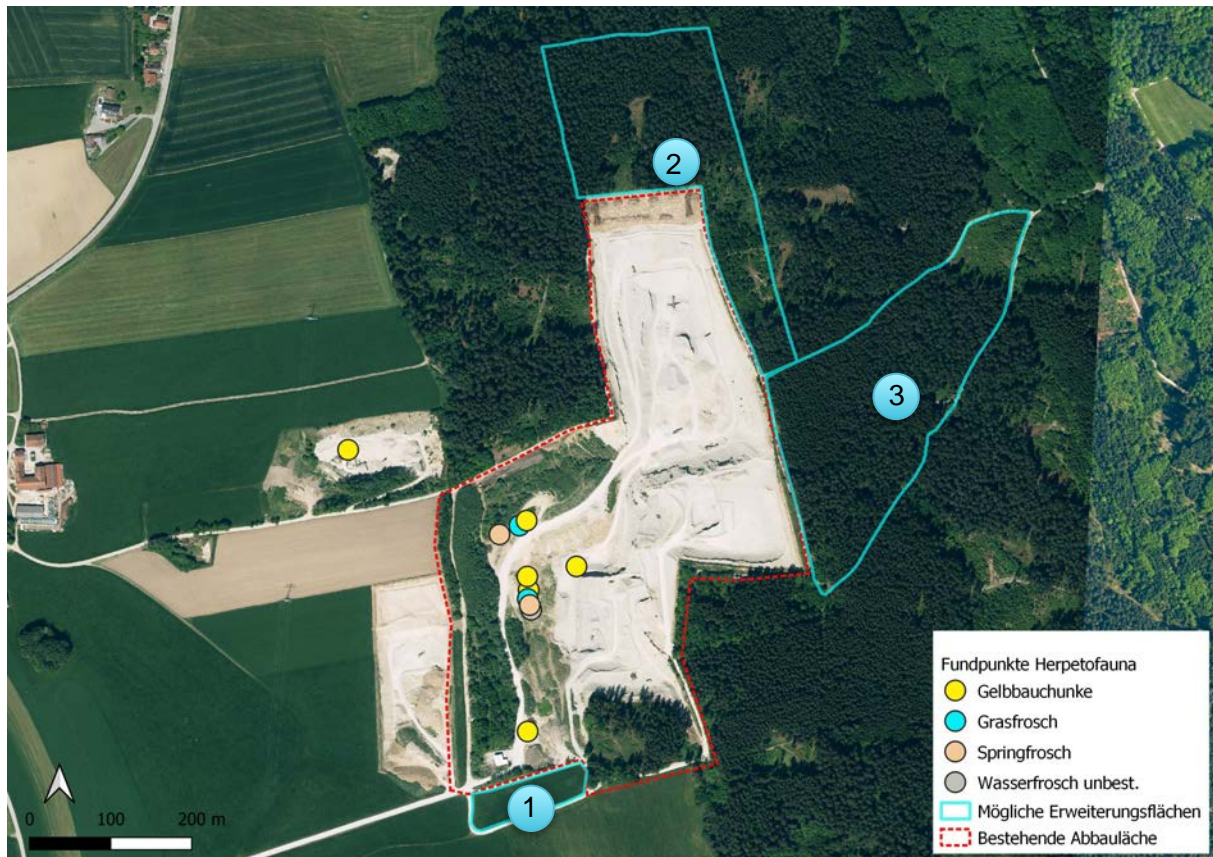 2
3
1
Fundpunkte Herpetofauna
Gelbbauchunke
Grasfrosch
Springfrosch
Wasserfrosch unbest.
Mögliche Erweiterungsflächen
Bestehende Abbauläche
0 100 200 m